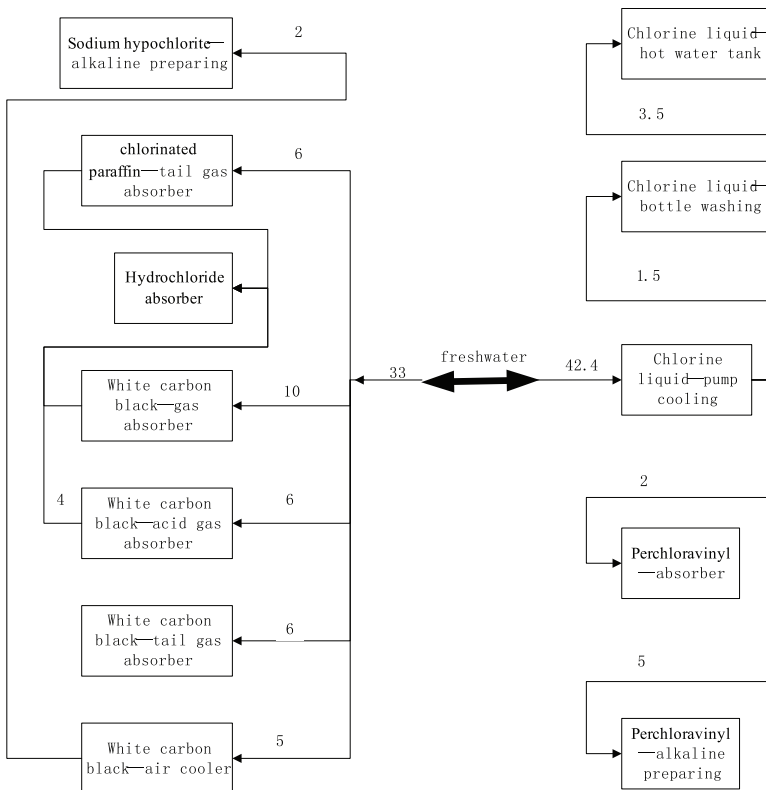 Sodium hypochlorite—
alkaline preparing
2
chlorinated
paraffin—tail gas
absorber
6
Hydrochloride
absorber
White carbon
black—gas
absorber
10
White carbon
black—acid gas
absorber
4
6
White carbon
black—tail gas
absorber
6
White carbon
black—air cooler
5
33
freshwater
42.4
Chlorine liquid—
hot water tank
3.5
Chlorine liquid—
bottle washing
1.5
Chlorine
liquid—pump
cooling
2
Perchloravinyl
—absorber
5
Perchloravinyl
—alkaline
preparing